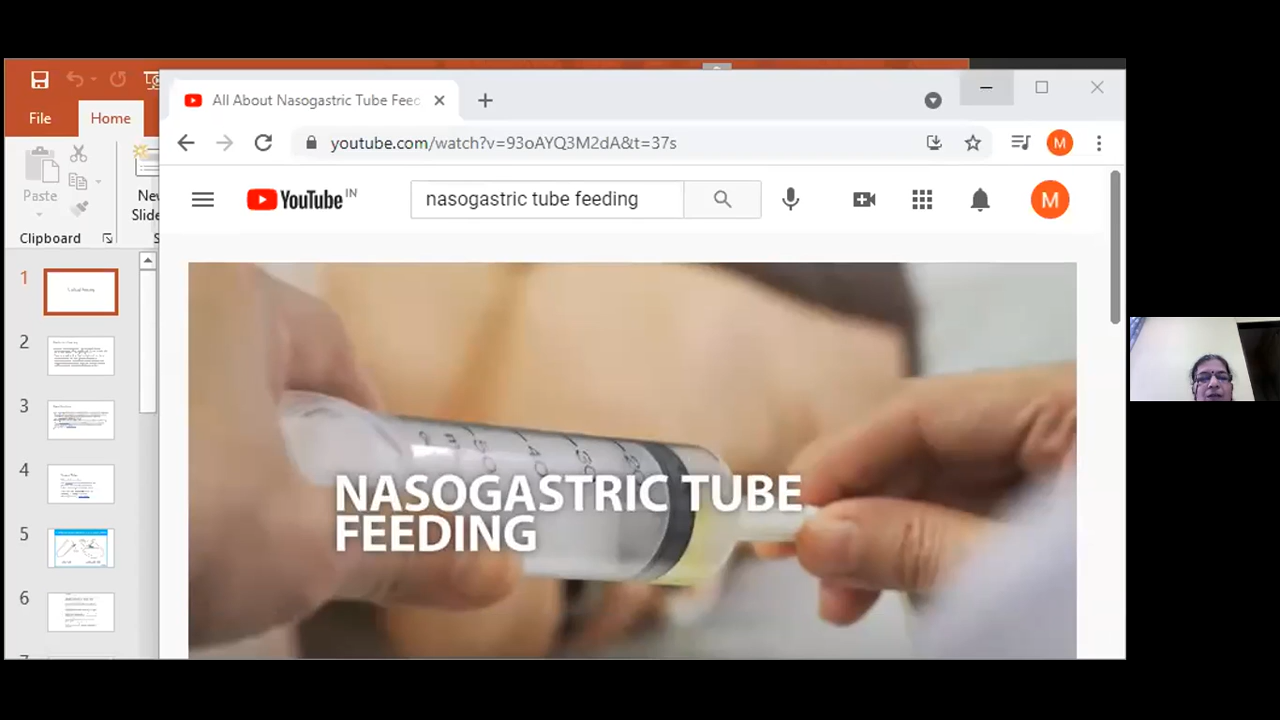 File
Home
Paste
New
Slide
Clipboard
1
2
3
4
5
6
All About Nasogastric Tube Feed
youtube.com/watch?v=93oAYQ3M2dA&t=37s
M
YouTube IN
nasogastric tube feeding
M
NASOGASTRIC TUBE
FEEDING